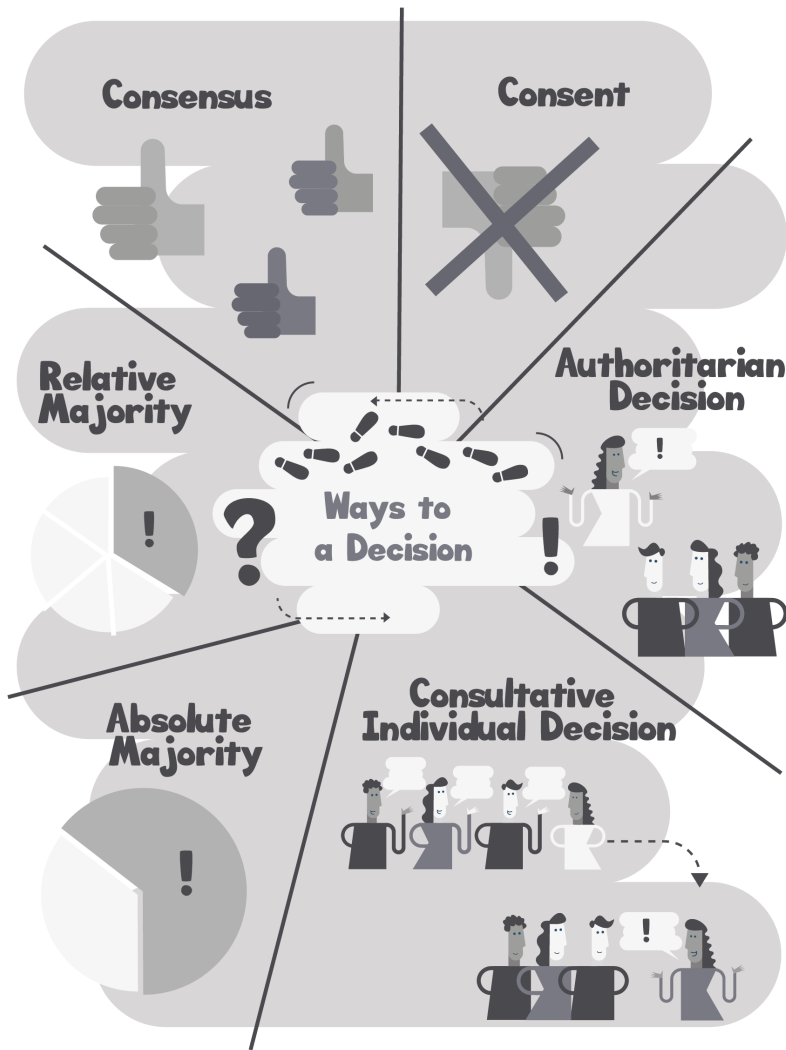 Consensus
Consent
Relative
Majority
Authoritarian
Decision
!
!
?
Ways to
a Decision
!
Absolute
Majority
!
Consultative
Individual Decision
!